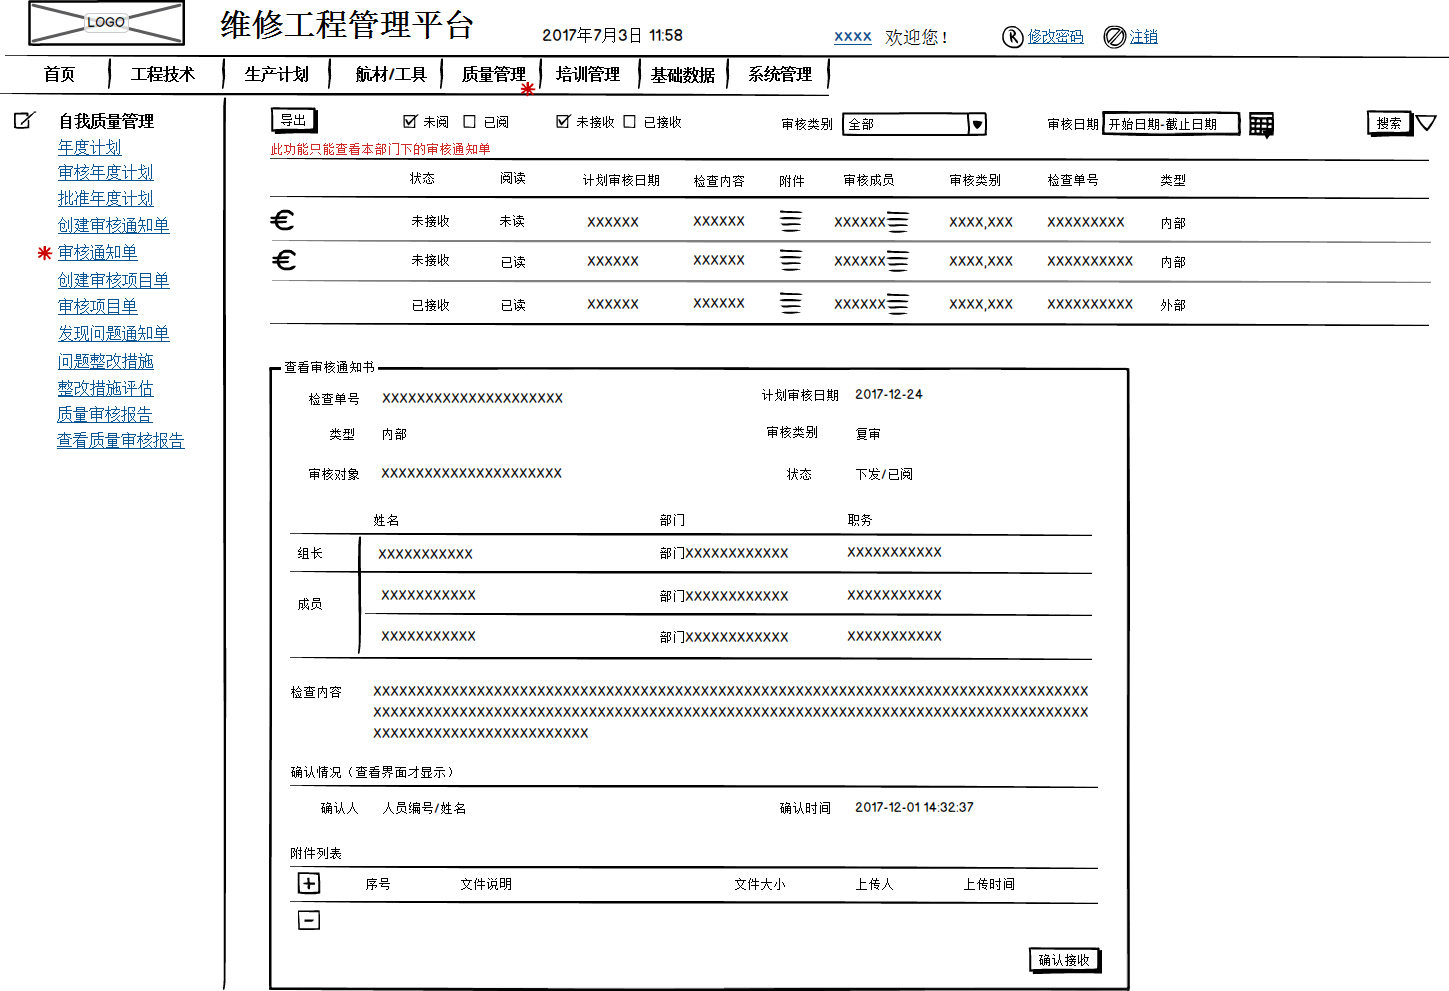 LOGO
维修工程管理平台
2017年7月3日 11:58
xxxx 欢迎您！
修改密码
注销
首页 工程技术 生产计划 航材/工具 质量管理 培训管理 基础数据 系统管理
自我质量管理
年度计划
审核年度计划
批准年度计划
创建审核通知单
审核通知单
创建审核项目单
审核项目单
发现问题通知单
问题整改措施
整改措施评估
质量审核报告
查看质量审核报告
导出 未阅 已阅 未接收 已接收 审核类别 全部 审核日期 开始日期-截止日期 搜索
此功能只能查看本部门下的审核通知单
状态 阅读 计划审核日期 检查内容 附件 审核成员 审核类别 检查单号 类型
未接收 未读 XXXXXX XXXXXX XXXXXX XXXX,XXX XXXXXXXXX 内部
未接收 已读 XXXXXX XXXXXX XXXXXX XXXX,XXX XXXXXXXXXX 内部
已接收 已读 XXXXXX XXXXXX XXXXXX XXXX,XXX XXXXXXXXXX 外部
查看审核通知书
检查单号 XXXXXXXXXXXXXXXXXXXXX 计划审核日期 2017-12-24
类型 内部 审核类别 复审
审核对象 XXXXXXXXXXXXXXXXXXXXX 状态 下发/已阅
姓名 部门 职务
组长 XXXXXXXXXXX 部门XXXXXXXXXXXX XXXXXXXXXXX
成员 XXXXXXXXXXX 部门XXXXXXXXXXXX XXXXXXXXXXX
XXXXXXXXXXX 部门XXXXXXXXXXXX XXXXXXXXXXX
检查内容 XXXXXXXXXXXXXXXXXXXXXXXXXXXXXXXXXXXXXXXXXXXXXXXXXXXXXXXXXXXXXXXXXXXXXXXXXXXXXXXXXXX
XXXXXXXXXXXXXXXXXXXXXXXXXXXXXXXXXXXXXXXXXXXXXXXXXXXXXXXXXXXXXXXXXXXXXXXXXXXXXXXXXXX
XXXXXXXXXXXXXXXXXXXXXXXXX
确认情况（查看界面才显示）
确认人 人员编号/姓名 确认时间 2017-12-01 14:32:37
附件列表
序号 文件说明 文件大小 上传人 上传时间
确认接收